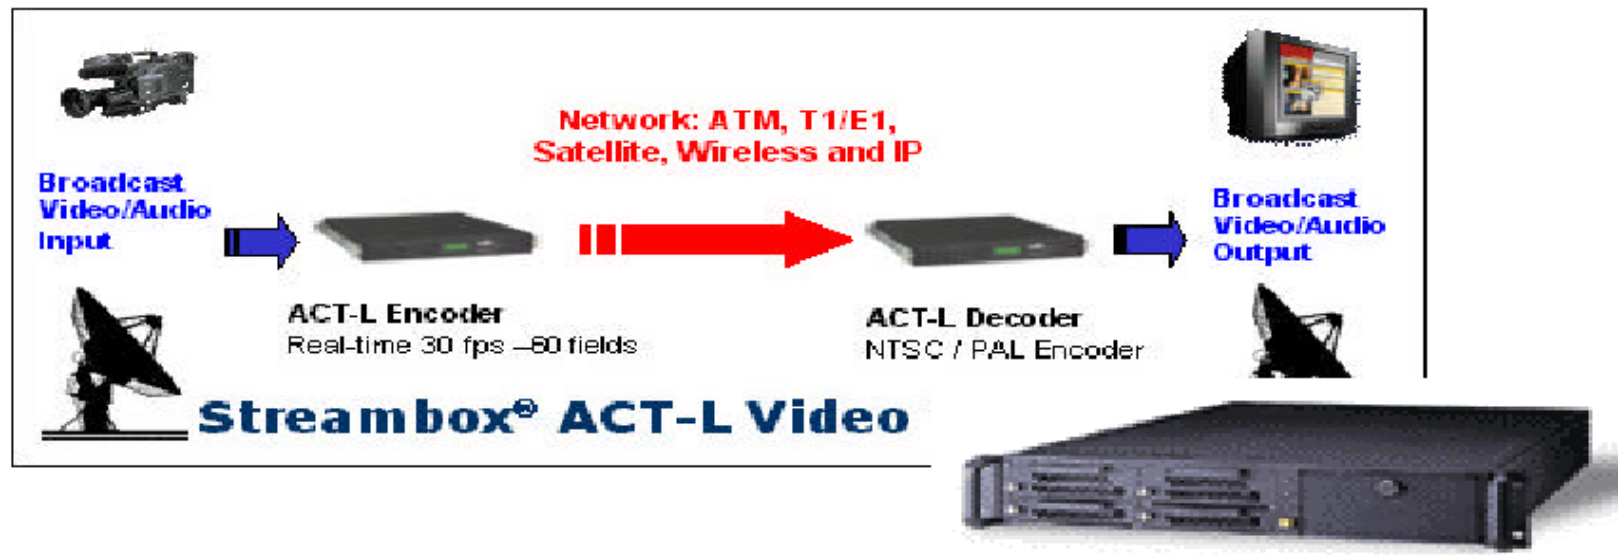 Network: ATM, T1/E1,
Satellite, Wireless and IP
Broadcast
Video/Audio
Input
Broadcast
Video/Audio
Output
ACT-L Encoder
Real-time 30 fps –60 fields
ACT-L Decoder
NTSC / PAL Encoder
Streambox® ACT-L Video